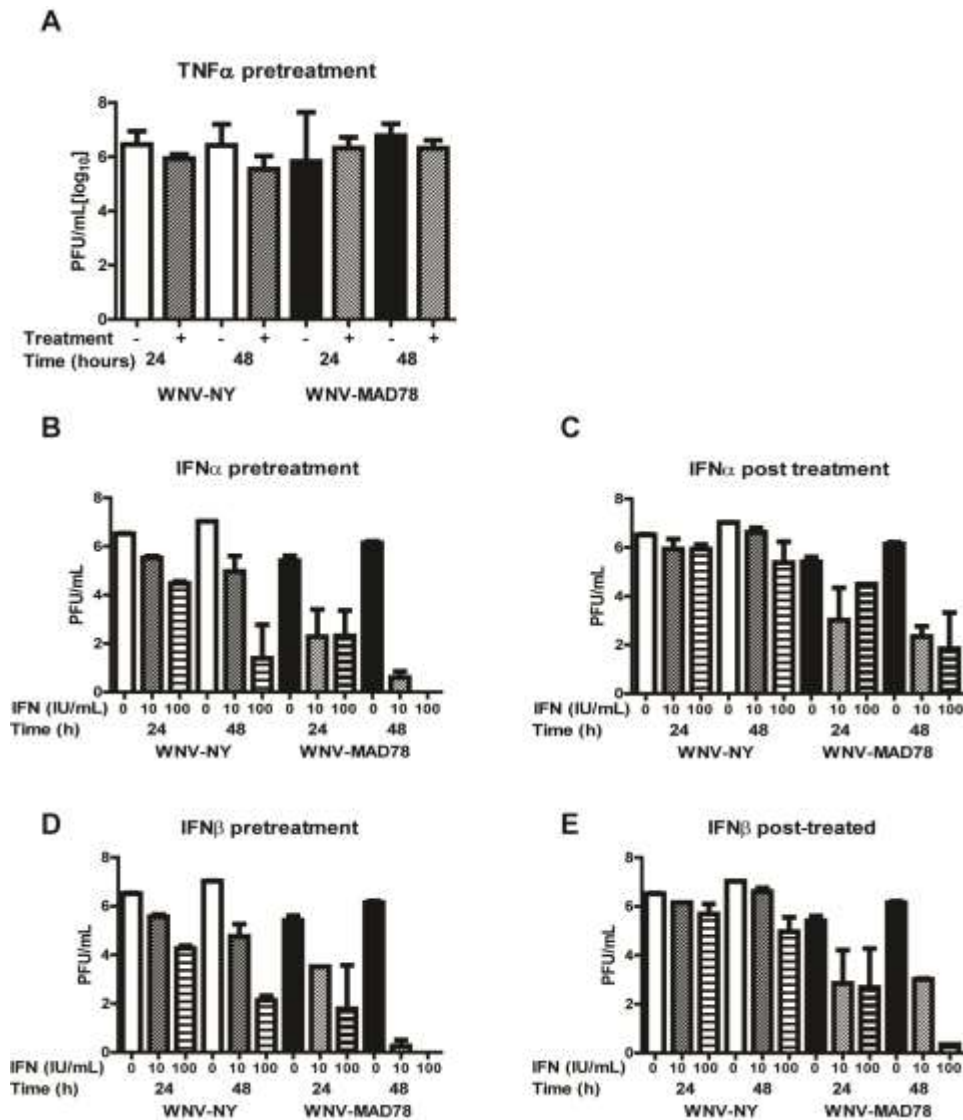 A
TNFα pretreatment
8
6
4
2
0
PFU/mL[log10]
Treatment - + - + - + - +
Time (hours) 24 48 24 48
WNV-NY WNV-MAD78
B
IFNα pretreatment
8
6
4
2
0
PFU/mL
IFN (IU/mL) 0 10 100 0 10 100 0 10 100 0 10 100
Time (h) 24 48 24 48
WNV-NY WNV-MAD78
C
IFNα post treatment
8
6
4
2
0
PFU/mL
IFN (IU/mL) 0 10 100 0 10 100 0 10 100 0 10 100
Time (h) 24 48 24 48
WNV-NY WNV-MAD78
D
IFNβ pretreatment
8
6
4
2
0
PFU/mL
IFN (IU/mL) 0 10 100 0 10 100 0 10 100 0 10 100
Time (h) 24 48 24 48
WNV-NY WNV-MAD78
E
IFNβ post-treated
8
6
4
2
0
PFU/mL
IFN (IU/mL) 0 10 100 0 10 100 0 10 100 0 10 100
Time (h) 24 48 24 48
WNV-NY WNV-MAD78